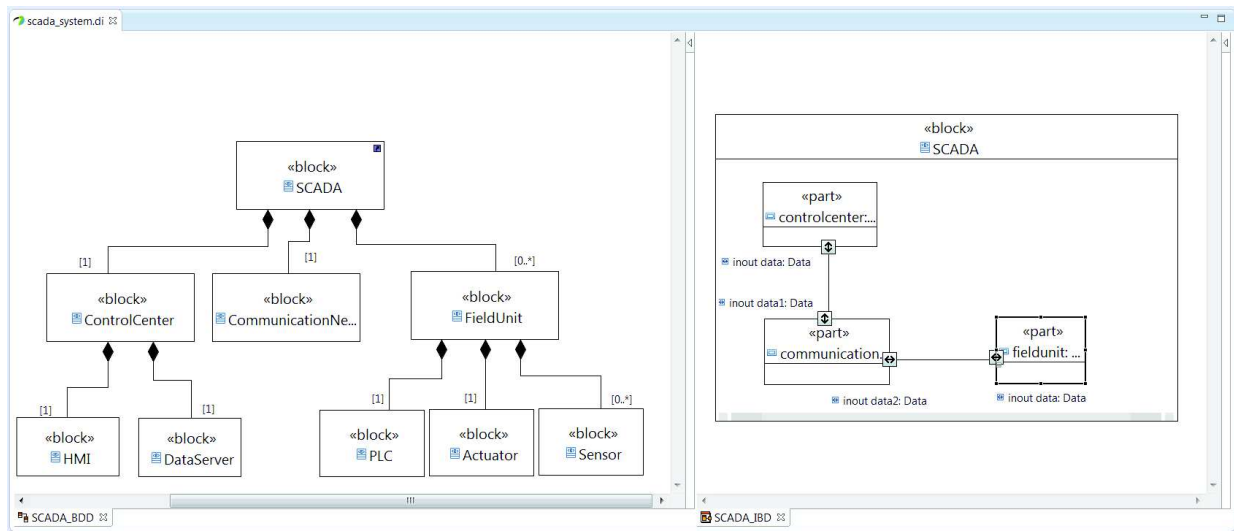 scada_system.di
«block»
SCADA
[1]
[1]
[0..*]
«block»
ControlCenter
«block»
CommunicationNe...
«block»
FieldUnit
[1]
[1]
[1]
[1]
[0..*]
«block»
HMI
«block»
DataServer
«block»
PLC
«block»
Actuator
«block»
Sensor
SCADA_BDD
«block»
SCADA
«part»
controlcenter:...
inout data: Data
inout data1: Data
«part»
communication.
«part»
fieldunit: ...
inout data2: Data
inout data: Data
SCADA_IBD